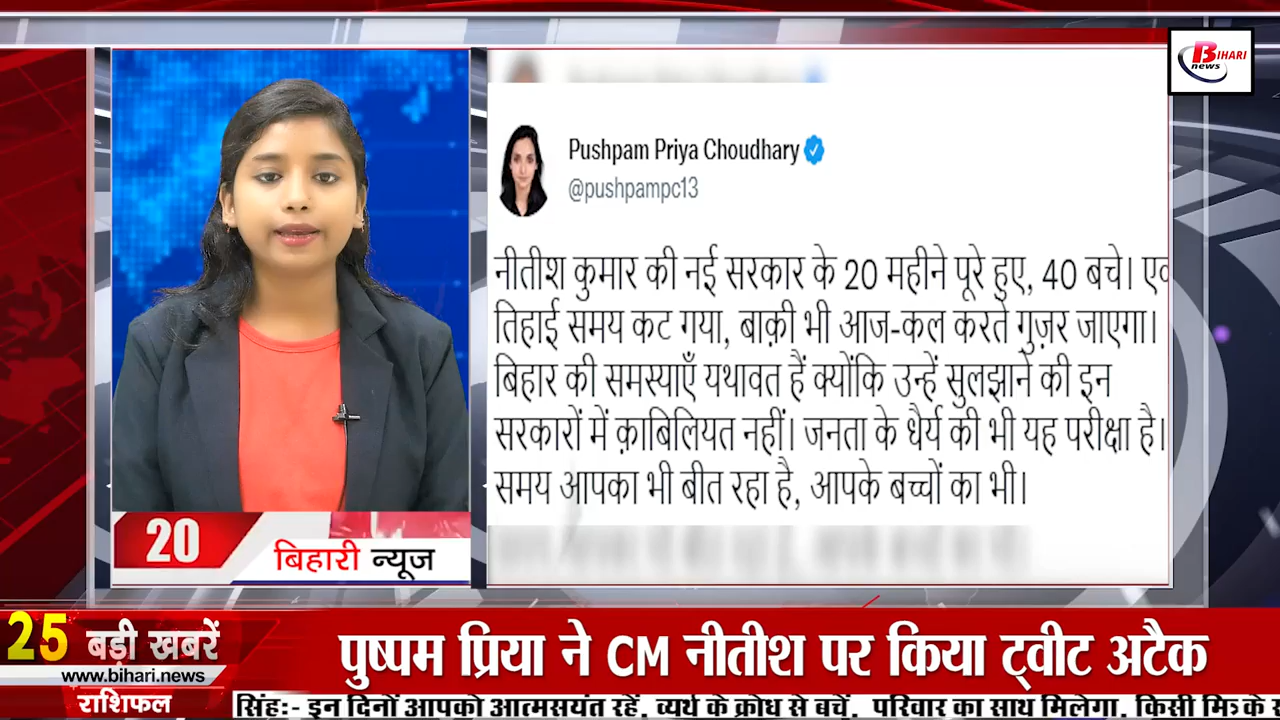 BIHARI
news
Pushpam Priya Choudhary
@pushpampc13
नीतीश कुमार की नई सरकार के 20 महीने पूरे हुए, 40 बचे।
तिहाई समय कट गया, बाक़ी भी आज-कल करते गुज़र जाएगा।
बिहार की समस्याएँ यथावत हैं क्योंकि उन्हें सुलझाने की इन
सरकारों में क़ाबिलियत नहीं। जनता के धैर्य की भी यह परीक्षा है।
समय आपका भी बीत रहा है, आपके बच्चों का भी।
20
बिहारी न्यूज
25 बड़ी खबरें
www.bihari.news
पुष्पम प्रिया ने CM नीतीश पर किया ट्वीट अटैक
राशिफल
सिंह:- इन दिनों आपको आत्मसयंत रहें. व्यर्थ के क्रोध से बचें. परिवार का साथ मिलेगा. किसी